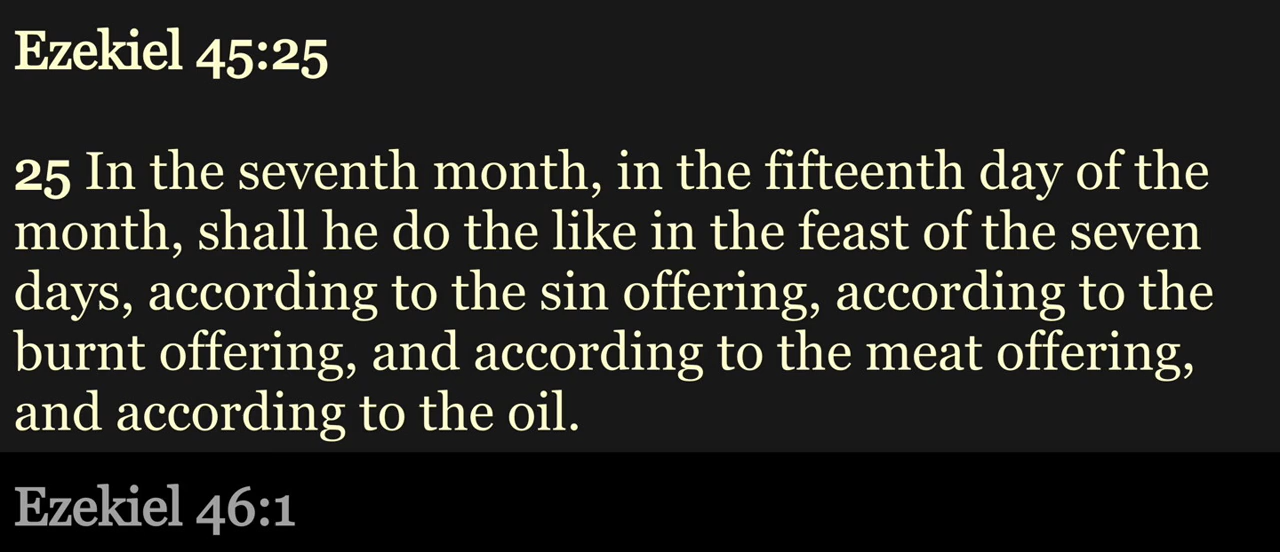 Ezekiel 45:25
25 In the seventh month, in the fifteenth day of the
month, shall he do the like in the feast of the seven
days, according to the sin offering, according to the
burnt offering, and according to the meat offering,
and according to the oil.
Ezekiel 46:1